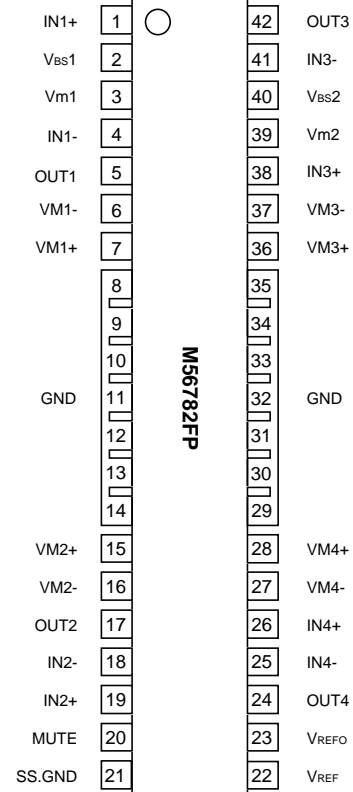 IN1+ 1 42 OUT3
VBS1 2 41 IN3-
Vm1 3 40 VBS2
IN1- 4 39 Vm2
OUT1 5 38 IN3+
VM1- 6 37 VM3-
VM1+ 7 36 VM3+
8 35
9 34
10 33
GND 11 32 GND
12 31
13 30
14 29
M56782FP
VM2+ 15 28 VM4+
VM2- 16 27 VM4-
OUT2 17 26 IN4+
IN2- 18 25 IN4-
IN2+ 19 24 OUT4
MUTE 20 23 VREFO
SS.GND 21 22 VREF